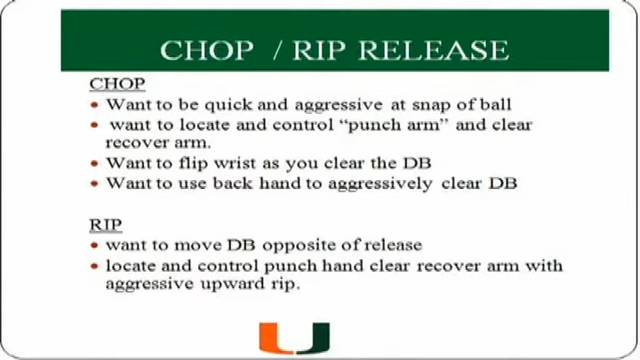 CHOP / RIP RELEASE
CHOP
• Want to be quick and aggressive at snap of ball
• want to locate and control “punch arm” and clear
recover arm.
• Want to flip wrist as you clear the DB
• Want to use back hand to aggressively clear DB
RIP
• want to move DB opposite of release
• locate and control punch hand clear recover arm with
aggressive upward rip.